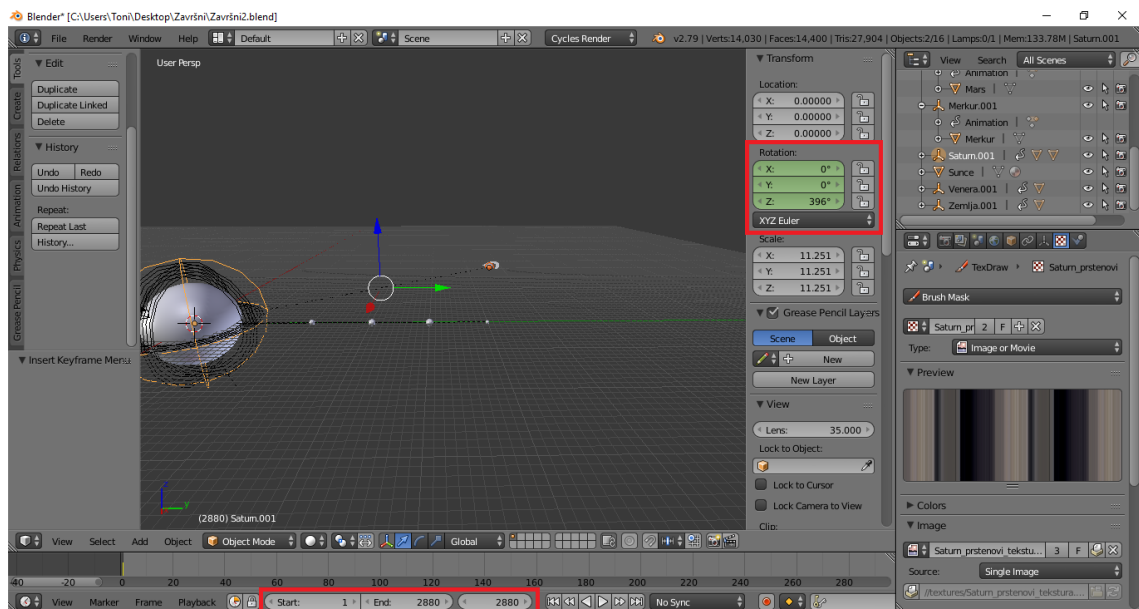 Blender* [C:\Users\Toni\Desktop\Završni\Završni2.blend]
File Render Window Help Default Scene Cycles Render v2.79 | Verts:14,030 | Faces:14,400 | Tris:27,904 | Objects:2/16 | Lamps:0/1 | Mem:133.78M | Saturn.001
Tools
Create
Relations
Animation
Physics
Grease Pencil
Edit
Duplicate
Duplicate Linked
Delete
History
Undo Redo
Undo History
Repeat:
Repeat Last
History...
Insert Keyframe Menu
User Persp
z
y
(2880) Saturn.001
Transform
Location:
X: 0.00000
Y: 0.00000
Z: 0.00000
Rotation:
X: 0°
Y: 0°
Z: 396°
XYZ Euler
Scale:
X: 11.251
Y: 11.251
Z: 11.251
Grease Pencil Layers
Scene Object
New
New Layer
View
Lens: 35.000
Lock to Object:
Lock to Cursor
Lock Camera to View
Clip:
View Search All Scenes
Animation
Mars
Merkur.001
Animation
Merkur
Saturn.001
Sunce
Venera.001
Zemlja.001
TexDraw Saturn_prstenovi
Brush Mask
Saturn_pr 2 F
Type: Image or Movie
Preview
Colors
Image
Saturn_prstenovi_tekstu... 3 F
Source: Single Image
//textures/Saturn_prstenovi_tekstura....
View Select Add Object Object Mode Global
-40 -20 0 20 40 60 80 100 120 140 160 180 200 220 240 260 280
View Marker Frame Playback Start: 1 End: 2880 2880 No Sync